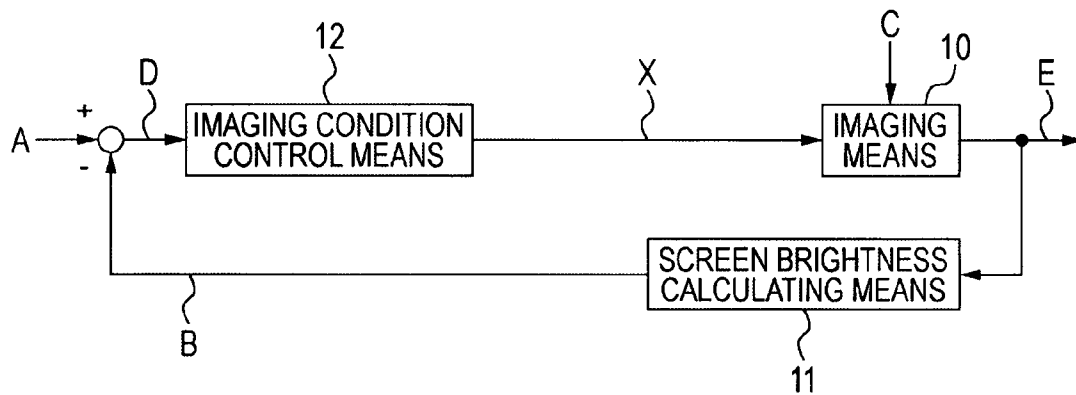 12
C
10
D
X
E
+
A
-
IMAGING CONDITION
CONTROL MEANS
IMAGING
MEANS
SCREEN BRIGHTNESS
CALCULATING MEANS
B
11